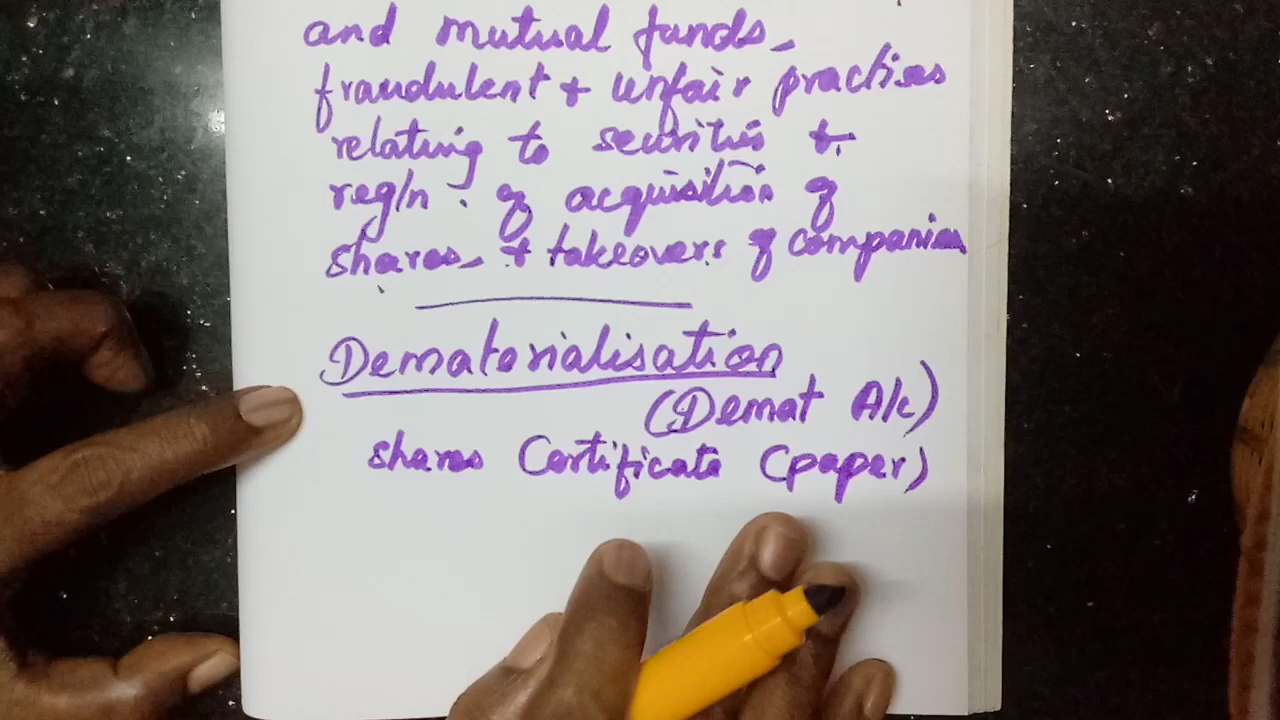 and mutual funds,
fraudulent & unfair practices
relating to securities &
regln. of acquisition of
shares, & takeovers of companies
Dematerialisation
(Demat A/c)
shares Certificate (paper)